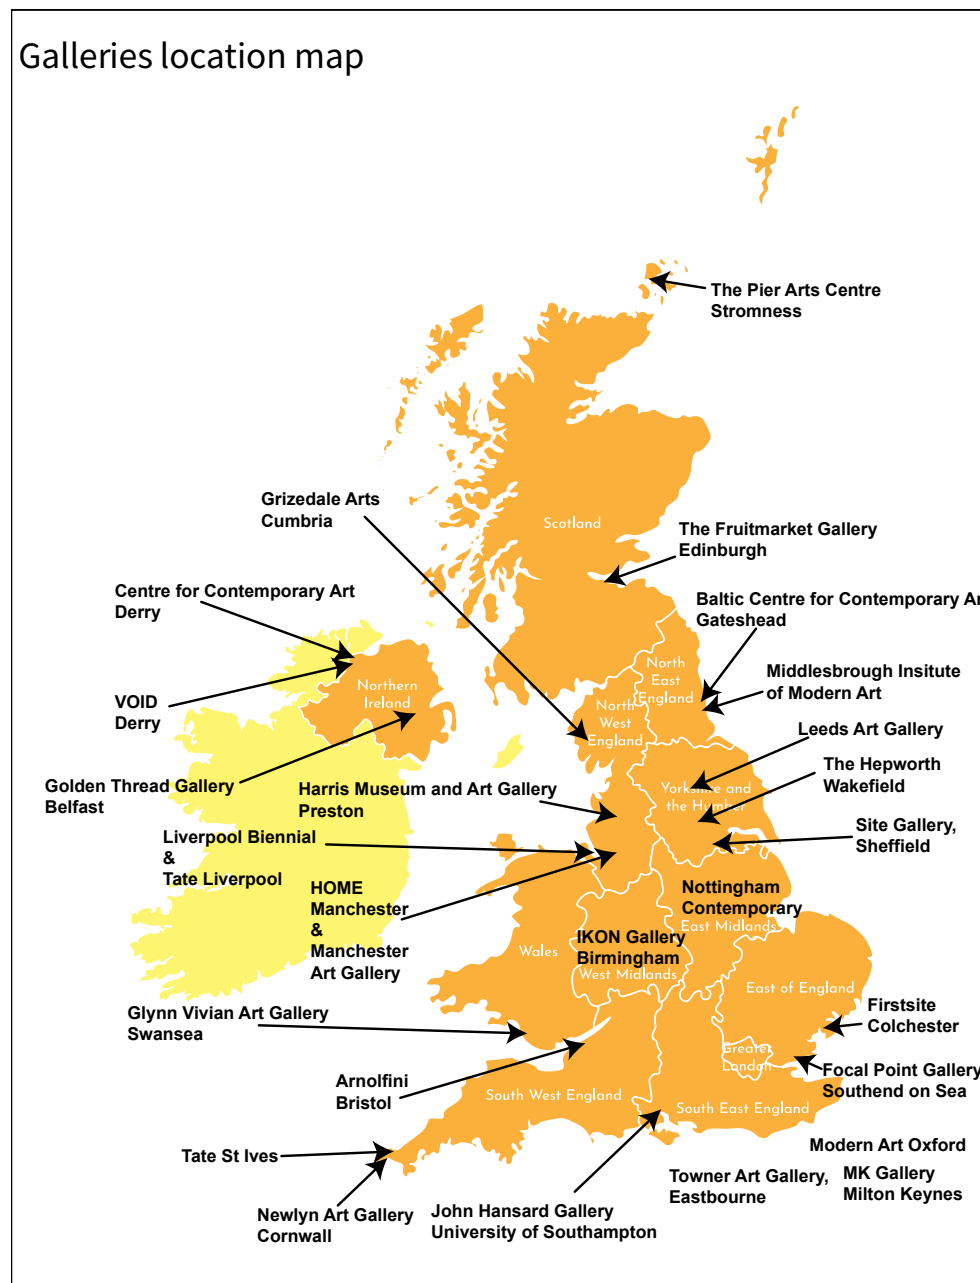 Galleries location map
The Pier Arts Centre
Stromness
Grizedale Arts
Cumbria
Scotland
The Fruitmarket Gallery
Edinburgh
Centre for Contemporary Art
Derry
Baltic Centre for Contemporary Ar
Gateshead
North
East
England
Northern
Ireland
Middlesbrough Insitute
of Modern Art
VOID
Derry
North
West
England
Leeds Art Gallery
Golden Thread Gallery
Belfast
Harris Museum and Art Gallery
Preston
Yorkshire and
the Humber
The Hepworth
Wakefield
Liverpool Biennial
&
Tate Liverpool
Site Gallery,
Sheffield
HOME
Manchester
&
Manchester
Art Gallery
Nottingham
Contemporary
East Midlands
IKON Gallery
Birmingham
West Midlands
Wales
East of England
Glynn Vivian Art Gallery
Swansea
Firstsite
Colchester
Greater
London
Arnolfini
Bristol
Focal Point Gallery
Southend on Sea
South West England
South East England
Tate St Ives
Modern Art Oxford
Towner Art Gallery,
Eastbourne
MK Gallery
Milton Keynes
Newlyn Art Gallery
Cornwall
John Hansard Gallery
University of Southampton